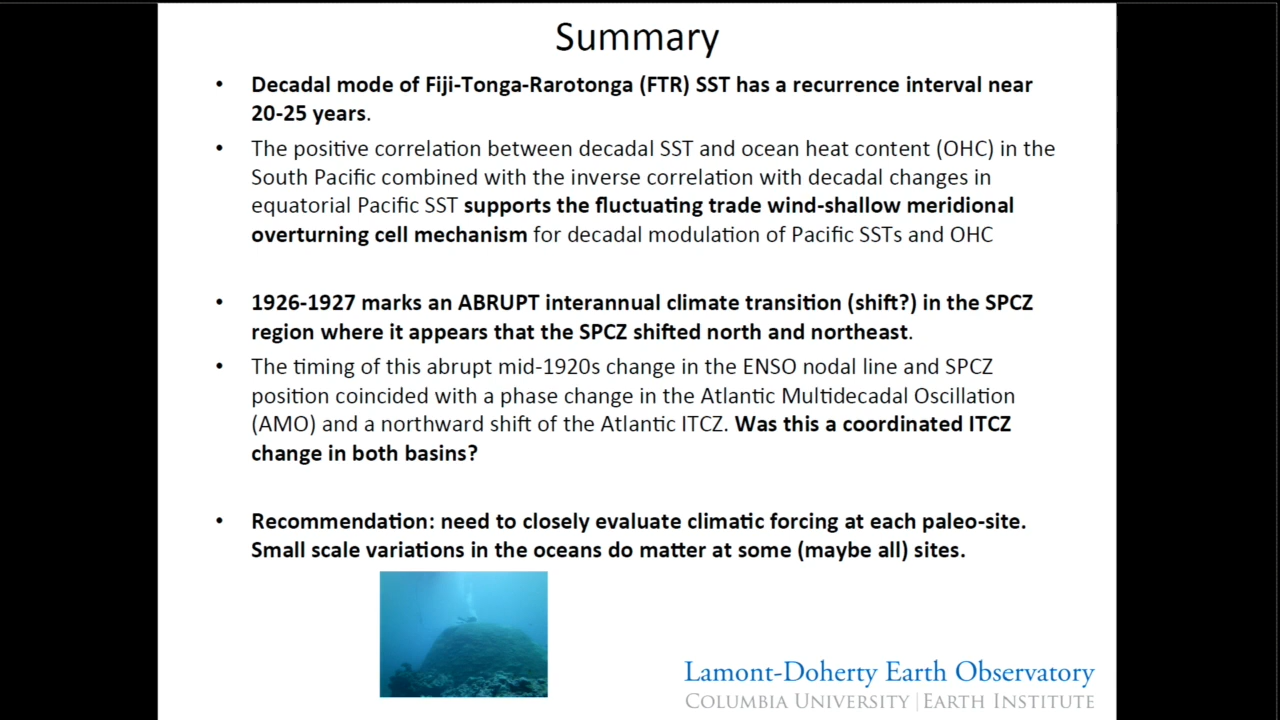 Summary
• Decadal mode of Fiji-Tonga-Rarotonga (FTR) SST has a recurrence interval near
20-25 years.
• The positive correlation between decadal SST and ocean heat content (OHC) in the
South Pacific combined with the inverse correlation with decadal changes in
equatorial Pacific SST supports the fluctuating trade wind-shallow meridional
overturning cell mechanism for decadal modulation of Pacific SSTs and OHC
• 1926-1927 marks an ABRUPT interannual climate transition (shift?) in the SPCZ
region where it appears that the SPCZ shifted north and northeast.
• The timing of this abrupt mid-1920s change in the ENSO nodal line and SPCZ
position coincided with a phase change in the Atlantic Multidecadal Oscillation
(AMO) and a northward shift of the Atlantic ITCZ. Was this a coordinated ITCZ
change in both basins?
• Recommendation: need to closely evaluate climatic forcing at each paleo-site.
Small scale variations in the oceans do matter at some (maybe all) sites.
Lamont-Doherty Earth Observatory
COLUMBIA UNIVERSITY | EARTH INSTITUTE